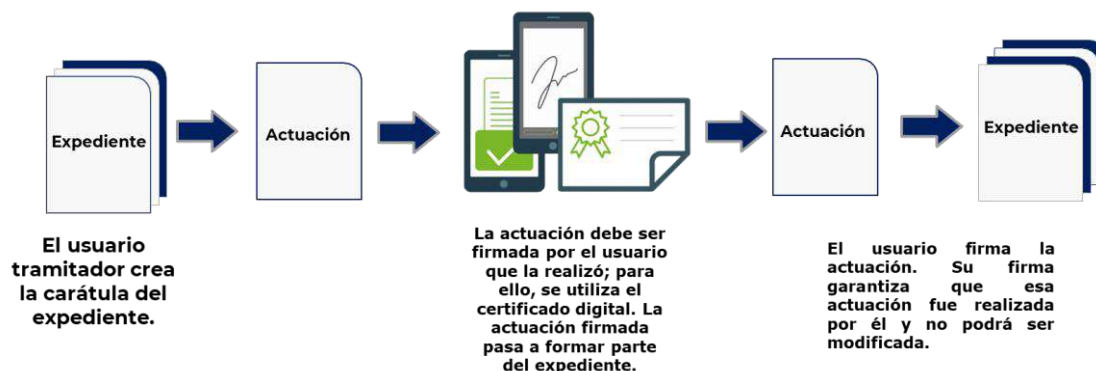 Expediente
Actuación
Actuación
Expediente
El usuario
tramitador crea
la carátula del
expediente.
La actuación debe ser
firmada por el usuario
que la realizó; para
ello, se utiliza el
certificado digital. La
actuación firmada
pasa a formar parte
del expediente.
El usuario firma la
actuación. Su firma
garantiza que esa
actuación fue realizada
por él y no podrá ser
modificada.